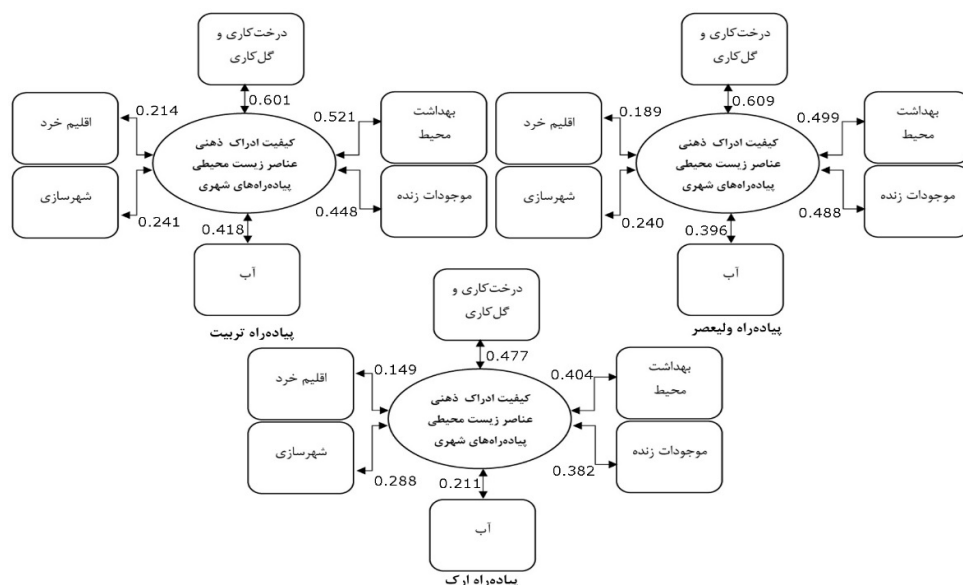 درخت‌کاری و
گل‌کاری
0.601
0.214
اقلیم خرد
0.521
بهداشت
محیط
کیفیت ادراک ذهنی
عناصر زیست محیطی
پیاده‌راه‌های شهری
شهرسازی
0.241
0.448
موجودات زنده
0.418
آب
پیاده‌راه تربیت
درخت‌کاری و
گل‌کاری
0.609
0.189
اقلیم خرد
0.499
بهداشت
محیط
کیفیت ادراک ذهنی
عناصر زیست محیطی
پیاده‌راه‌های شهری
شهرسازی
0.240
0.488
موجودات زنده
0.396
آب
پیاده‌راه ولیعصر
درخت‌کاری و
گل‌کاری
0.477
0.149
اقلیم خرد
0.404
بهداشت
محیط
کیفیت ادراک ذهنی
عناصر زیست محیطی
پیاده‌راه‌های شهری
شهرسازی
0.288
0.382
موجودات زنده
0.211
آب
پیاده‌راه ارک